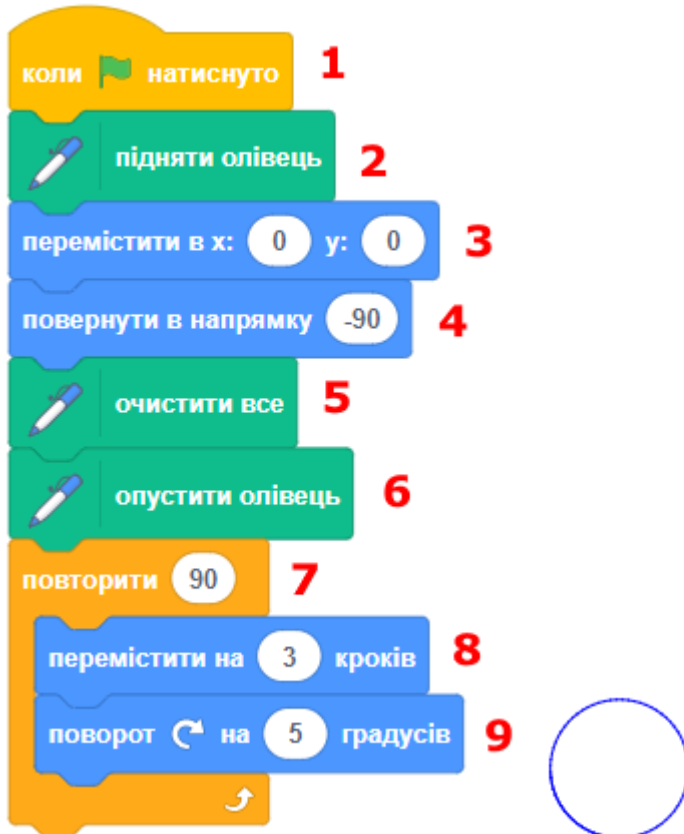 коли натиснуто 1
підняти олівець 2
перемістити в x: 0 y: 0 3
повернути в напрямку -90 4
очистити все 5
опустити олівець 6
повторити 90 7
перемістити на 3 кроків 8
поворот на 5 градусів 9